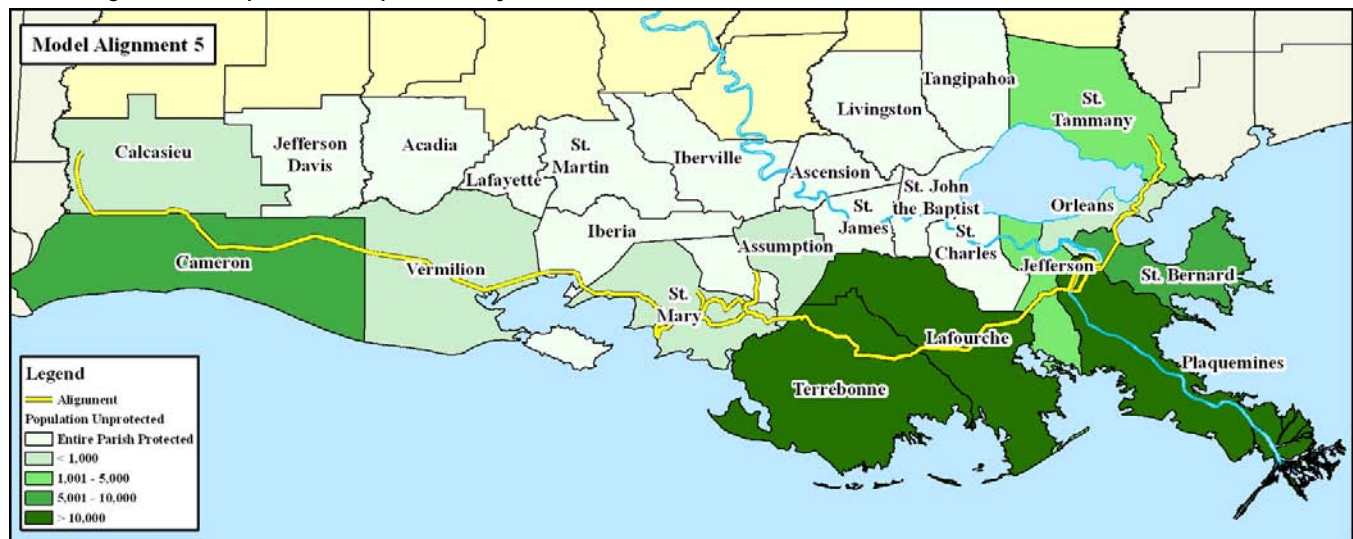 Model Alignment 5
Tangipahoa
St.
Tammany
Livingston
Calcasieu
Jefferson
Davis
Acadia
Lafayette
St.
Martin
Iberville
Ascension
St. John
the Baptist
Orleans
St.
James
St.
Charles
Iberia
Assumption
Cameron
Vermilion
St.
Mary
Jefferson
St. Bernard
Lafourche
Terrebonne
Plaquemines
Legend
Alignment
Population Unprotected
Entire Parish Protected
< 1,000
1,001 - 5,000
5,001 - 10,000
> 10,000